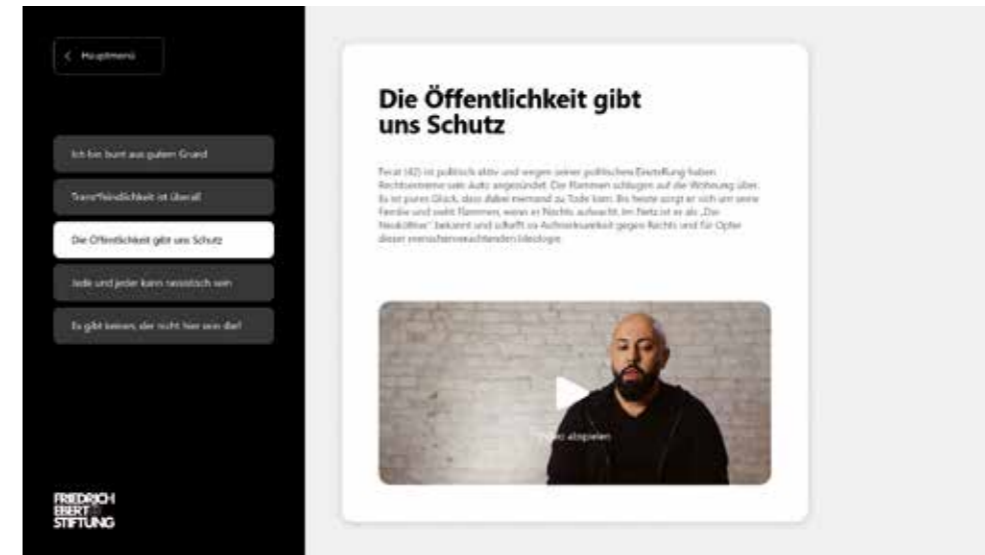 Hauptmenü
Ich bin bunt aus gutem Grund
Trans*feindlichkeit ist überall
Die Öffentlichkeit gibt uns Schutz
Jede und jeder kann rassistisch sein
Es gibt keinen, der nicht hier sein darf
FRIEDRICH
EBERT
STIFTUNG
Die Öffentlichkeit gibt
uns Schutz
Ferat (42) ist politisch aktiv und wegen seiner politischen Einstellung haben
Rechtsextreme sein Auto angezündet. Die Flammen schlugen auf die Wohnung über.
Es ist pures Glück, dass dabei niemand zu Tode kam. Bis heute sorgt er sich um seine
Familie und sieht Flammen, wenn er Nachts aufwacht. Im Netz ist er als „Der
Neuköllner" bekannt und schafft so Aufmerksamkeit gegen Rechts und für Opfer
dieser menschenverachtenden Ideologie.
Video abspielen